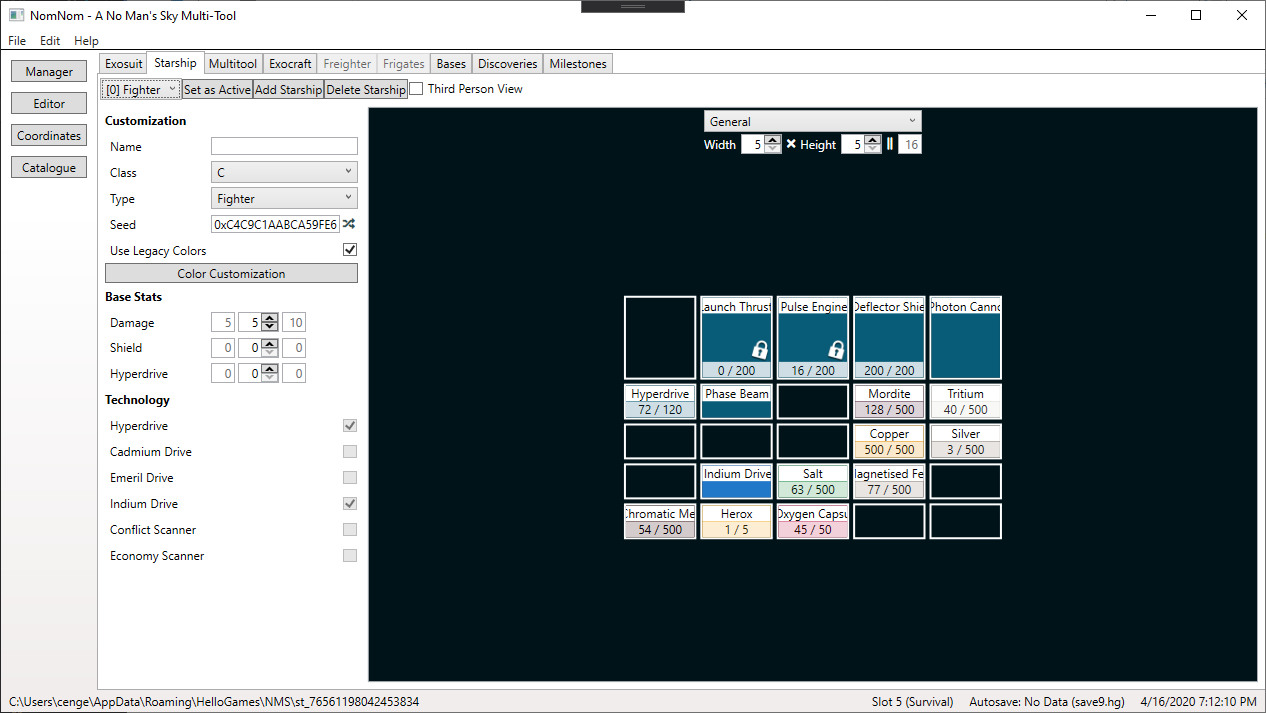 NomNom - A No Man's Sky Multi-Tool
File Edit Help
Manager
Editor
Coordinates
Catalogue
Exosuit Starship Multitool Exocraft Freighter Frigates Bases Discoveries Milestones
[0] Fighter Set as Active Add Starship Delete Starship Third Person View
Customization
Name
Class C
Type Fighter
Seed 0xC4C9C1AABCA59FE6
Use Legacy Colors
Color Customization
Base Stats
Damage 5 5 10
Shield 0 0 0
Hyperdrive 0 0 0
Technology
Hyperdrive
Cadmium Drive
Emeril Drive
Indium Drive
Conflict Scanner
Economy Scanner
General
Width 5 Height 5 16
Launch Thrust Pulse Engine Deflector Shie Photon Canno
0 / 200 16 / 200 200 / 200
Hyperdrive Phase Beam Mordite Tritium
72 / 120 128 / 500 40 / 500
Copper Silver
500 / 500 3 / 500
Indium Drive Salt lagnetised Fe
63 / 500 77 / 500
Chromatic Me Herox Oxygen Capsu
54 / 500 1 / 5 45 / 50
C:\Users\cenge\AppData\Roaming\HelloGames\NMS\st_76561198042453834 Slot 5 (Survival) Autosave: No Data (save9.hg) 4/16/2020 7:12:10 PM